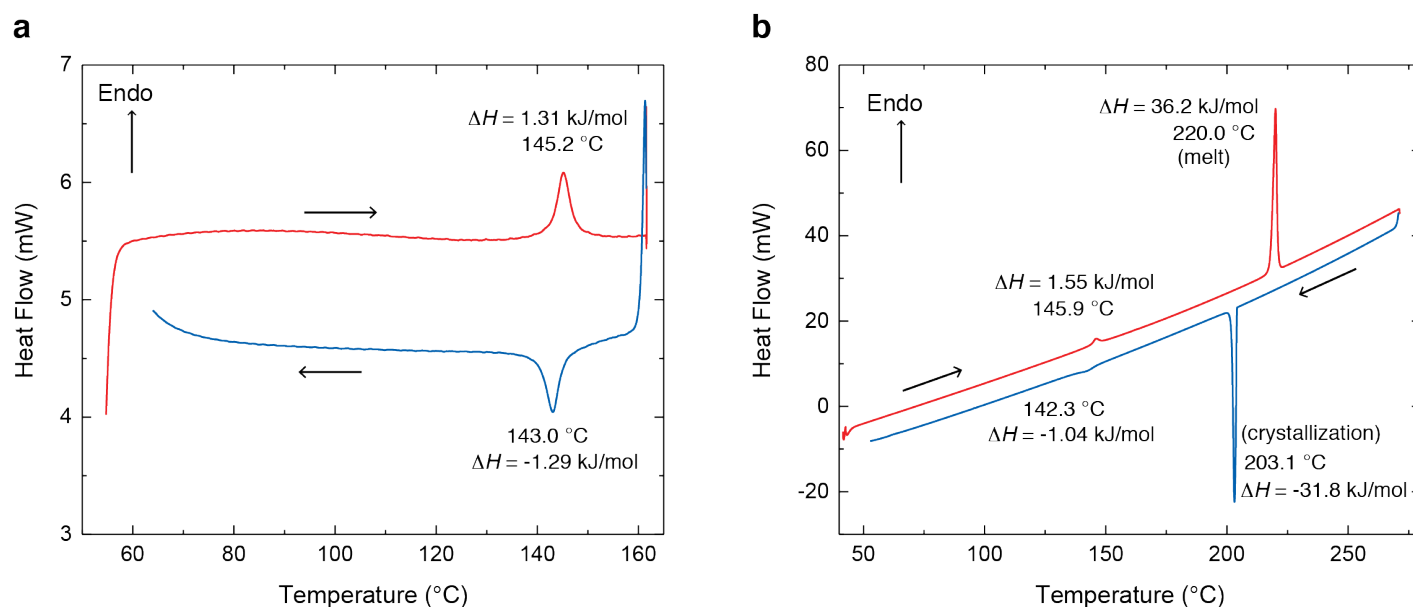 a
7
6
5
4
3
Heat Flow (mW)
Endo
ΔH = 1.31 kJ/mol
145.2 °C
143.0 °C
ΔH = -1.29 kJ/mol
60 80 100 120 140 160
Temperature (°C)
b
80
60
40
20
0
-20
Heat Flow (mW)
Endo
ΔH = 36.2 kJ/mol
220.0 °C
(melt)
ΔH = 1.55 kJ/mol
145.9 °C
142.3 °C
ΔH = -1.04 kJ/mol
(crystallization)
203.1 °C
ΔH = -31.8 kJ/mol
50 100 150 200 250
Temperature (°C)